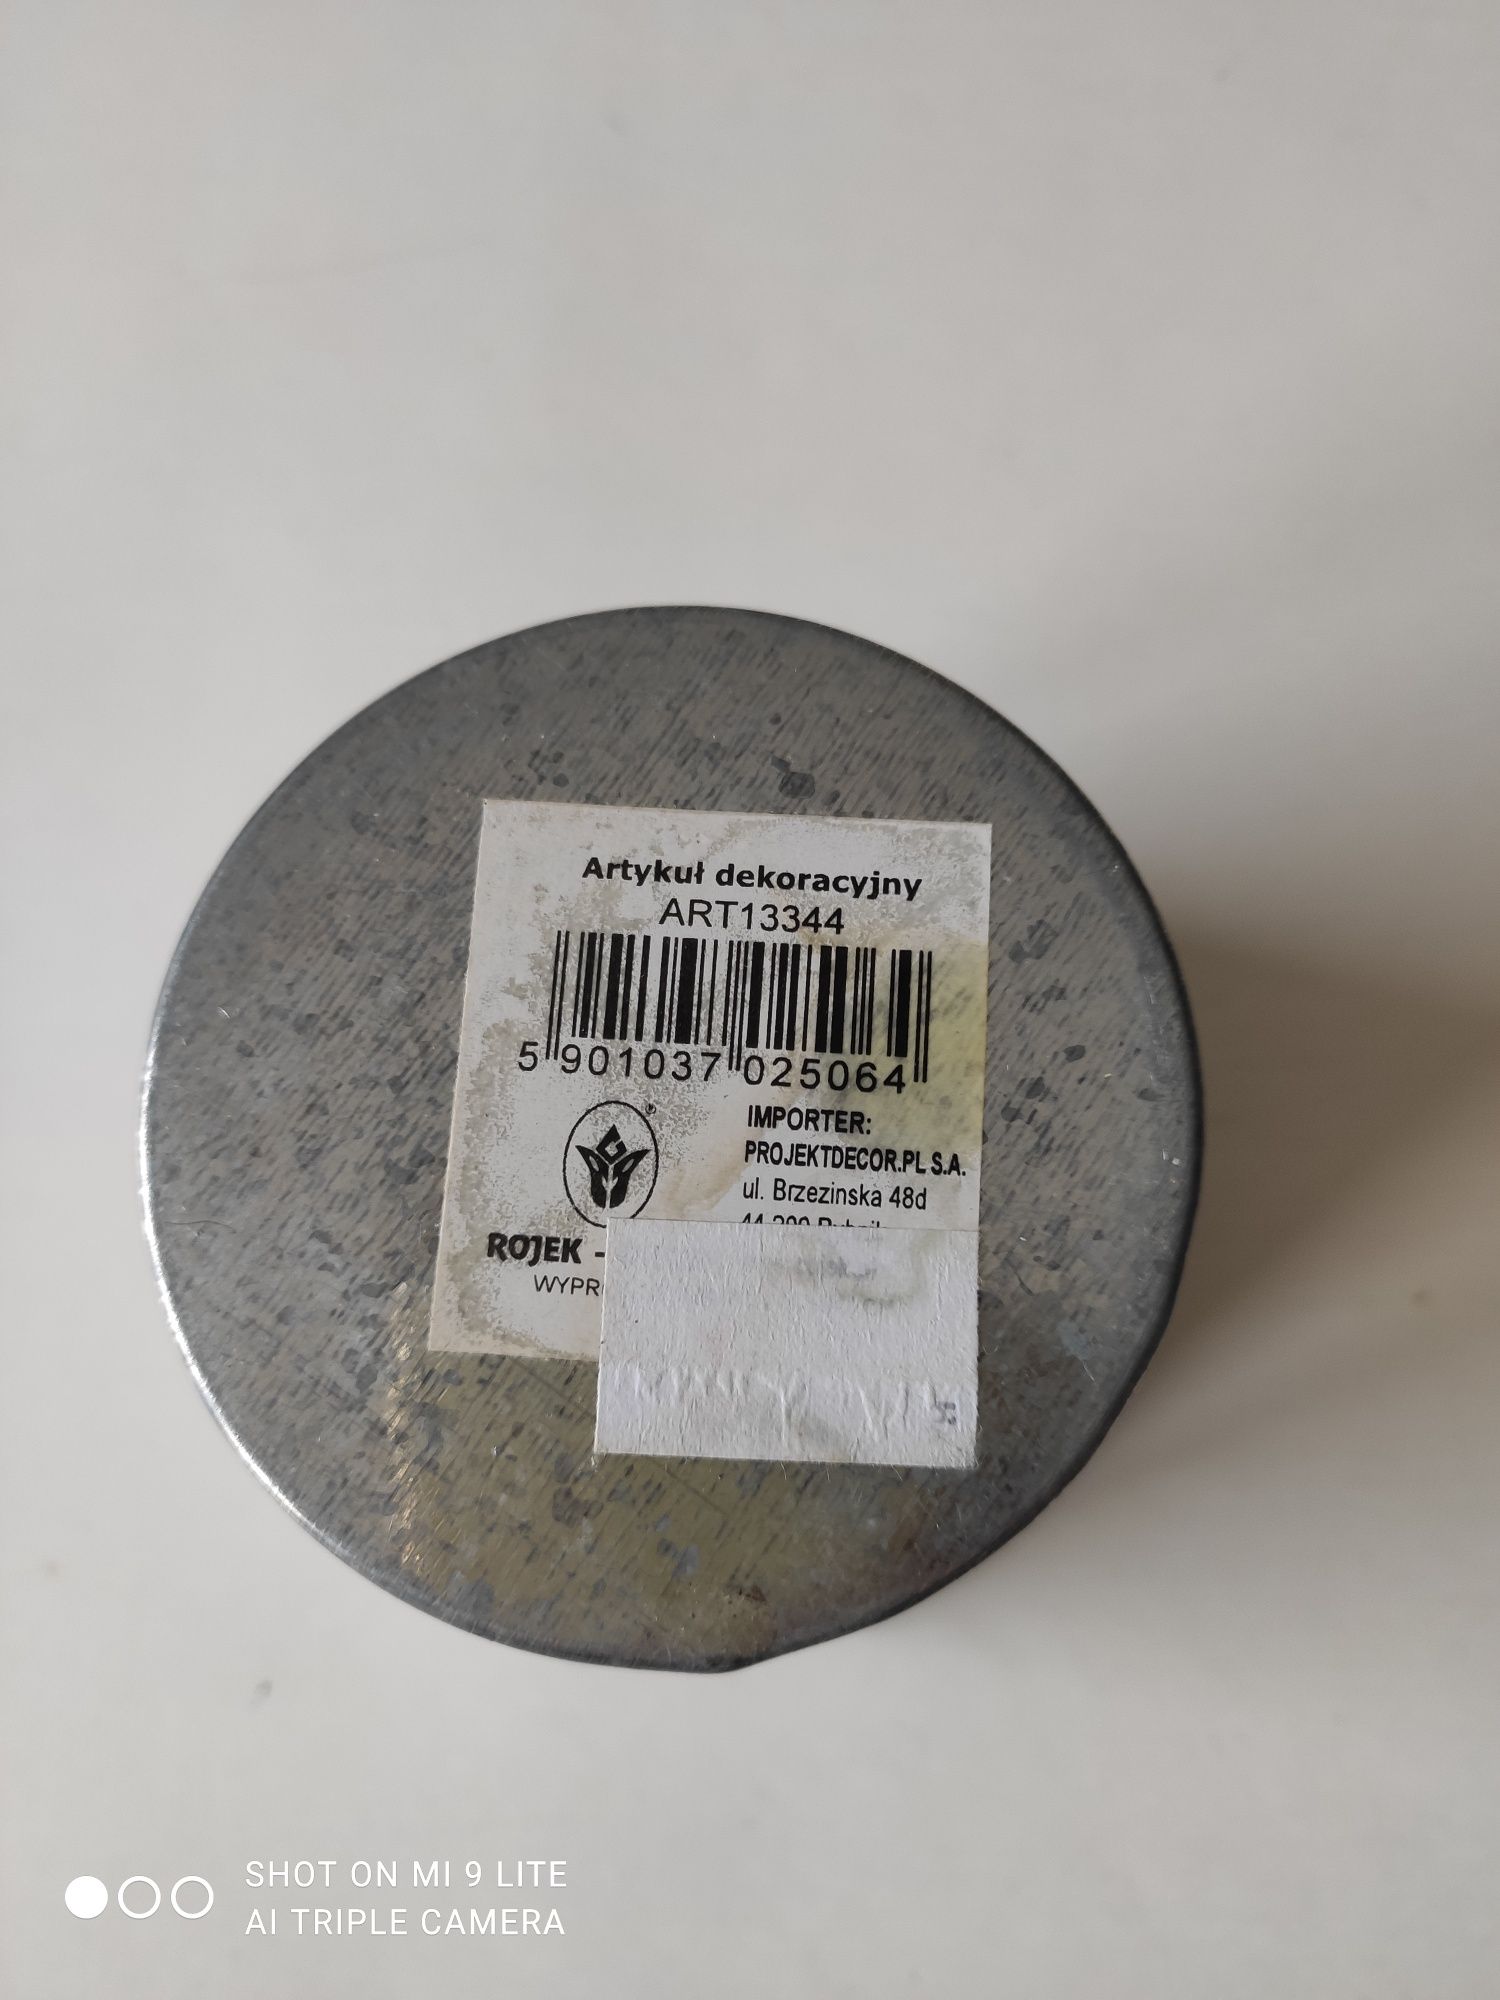 Artykuł dekoracyjny
ART13344
5 901037 025064
®
IMPORTER:
PROJEKTDECOR.PL S.A.
ul. Brzezinska 48d
ROJEK -
SHOT ON MI 9 LITE
AI TRIPLE CAMERA